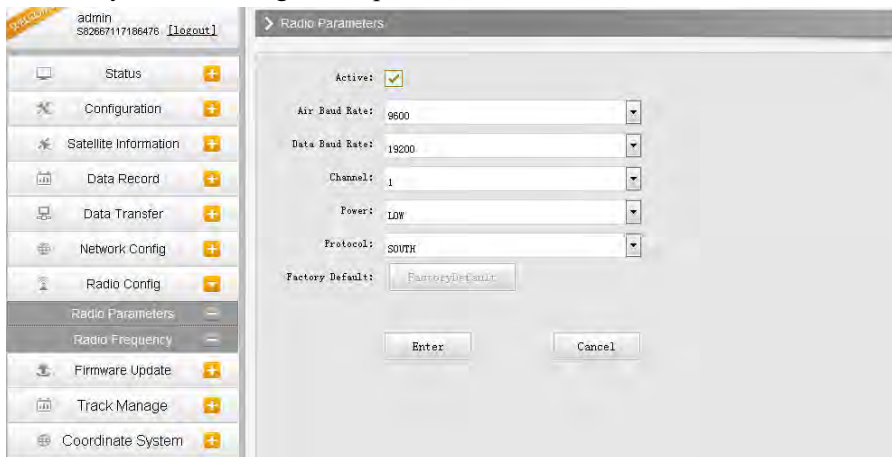 admin
S82667117186476 [logout]
Status
Configuration
Satellite Information
Data Record
Data Transfer
Network Config
Radio Config
Radio Parameters
Radio Frequency
Firmware Update
Track Manage
Coordinate System
Radio Parameters
Active:
Air Baud Rate: 9600
Data Baud Rate: 19200
Channel: 1
Power: LOW
Protocol: SOUTH
Factory Default: FactoryDefault
Enter Cancel